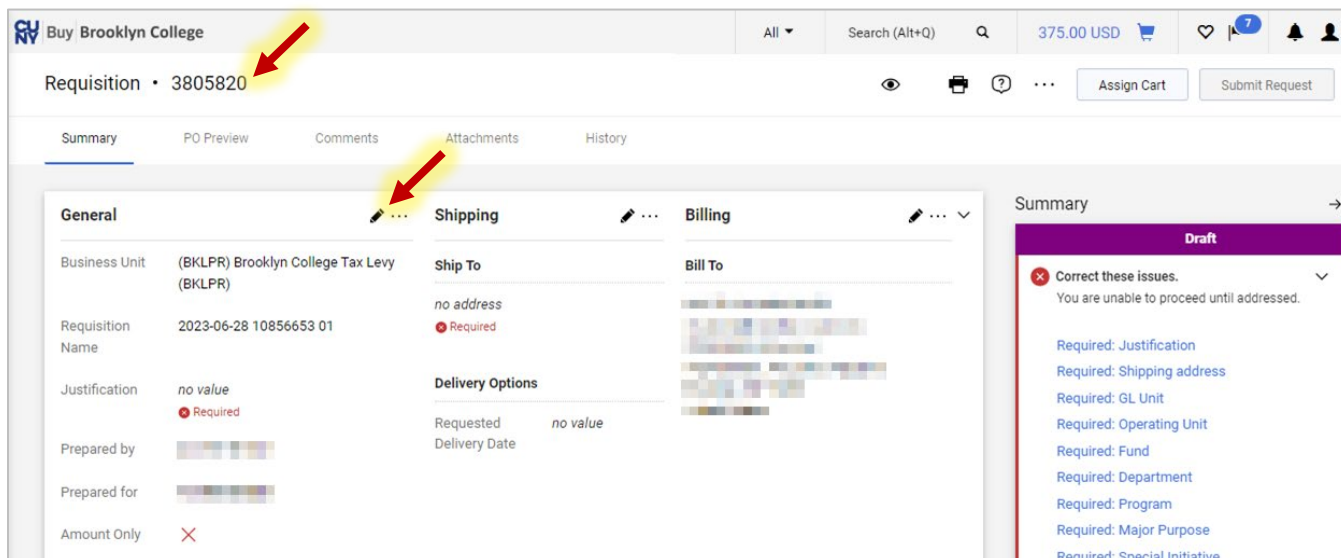 CUNY Buy Brooklyn College
All
Search (Alt+Q)
375.00 USD
7
Requisition • 3805820
...
Assign Cart
Submit Request
Summary
PO Preview
Comments
Attachments
History
General
...
Business Unit
(BKLPR) Brooklyn College Tax Levy
(BKLPR)
Requisition
Name
2023-06-28 10856653 01
Justification
no value
Required
Prepared by
Prepared for
Amount Only
Shipping
...
Ship To
no address
Required
Delivery Options
Requested
Delivery Date
no value
Billing
...
Bill To
Summary
Draft
Correct these issues.
You are unable to proceed until addressed.
Required: Justification
Required: Shipping address
Required: GL Unit
Required: Operating Unit
Required: Fund
Required: Department
Required: Program
Required: Major Purpose
Required: Special Initiative